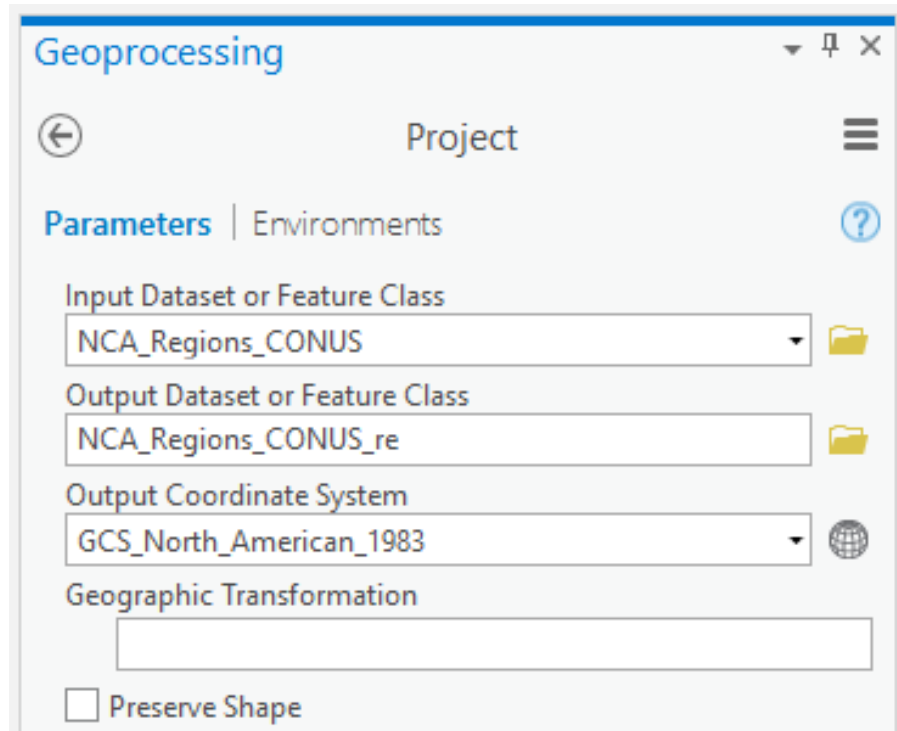 Geoprocessing
Project
Parameters | Environments
Input Dataset or Feature Class
NCA_Regions_CONUS
Output Dataset or Feature Class
NCA_Regions_CONUS_re
Output Coordinate System
GCS_North_American_1983
Geographic Transformation
Preserve Shape